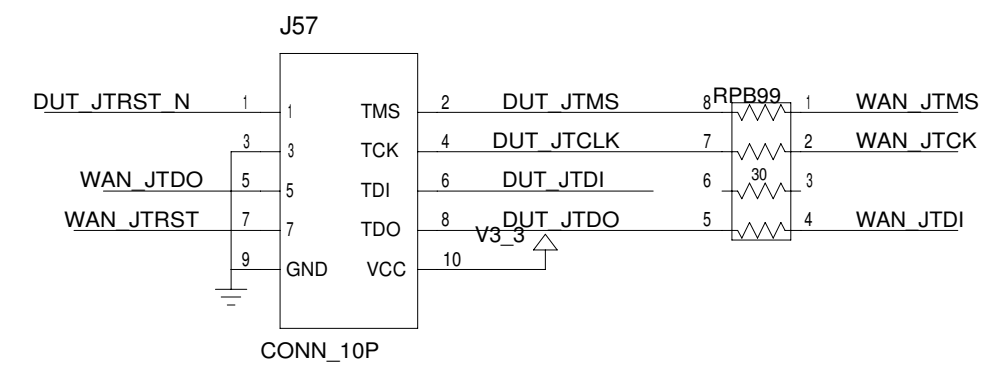 J57
DUT_JTRST_N 1 1 TMS 2 DUT_JTMS 8 RPB99 1 WAN_JTMS
3 3 TCK 4 DUT_JTCLK 7 2 WAN_JTCK
WAN_JTDO 5 5 TDI 6 DUT_JTDI 6 30 3
WAN_JTRST 7 7 TDO 8 DUT_JTDO 5 4 WAN_JTDI
V3_3
9 GND VCC 10
CONN_10P